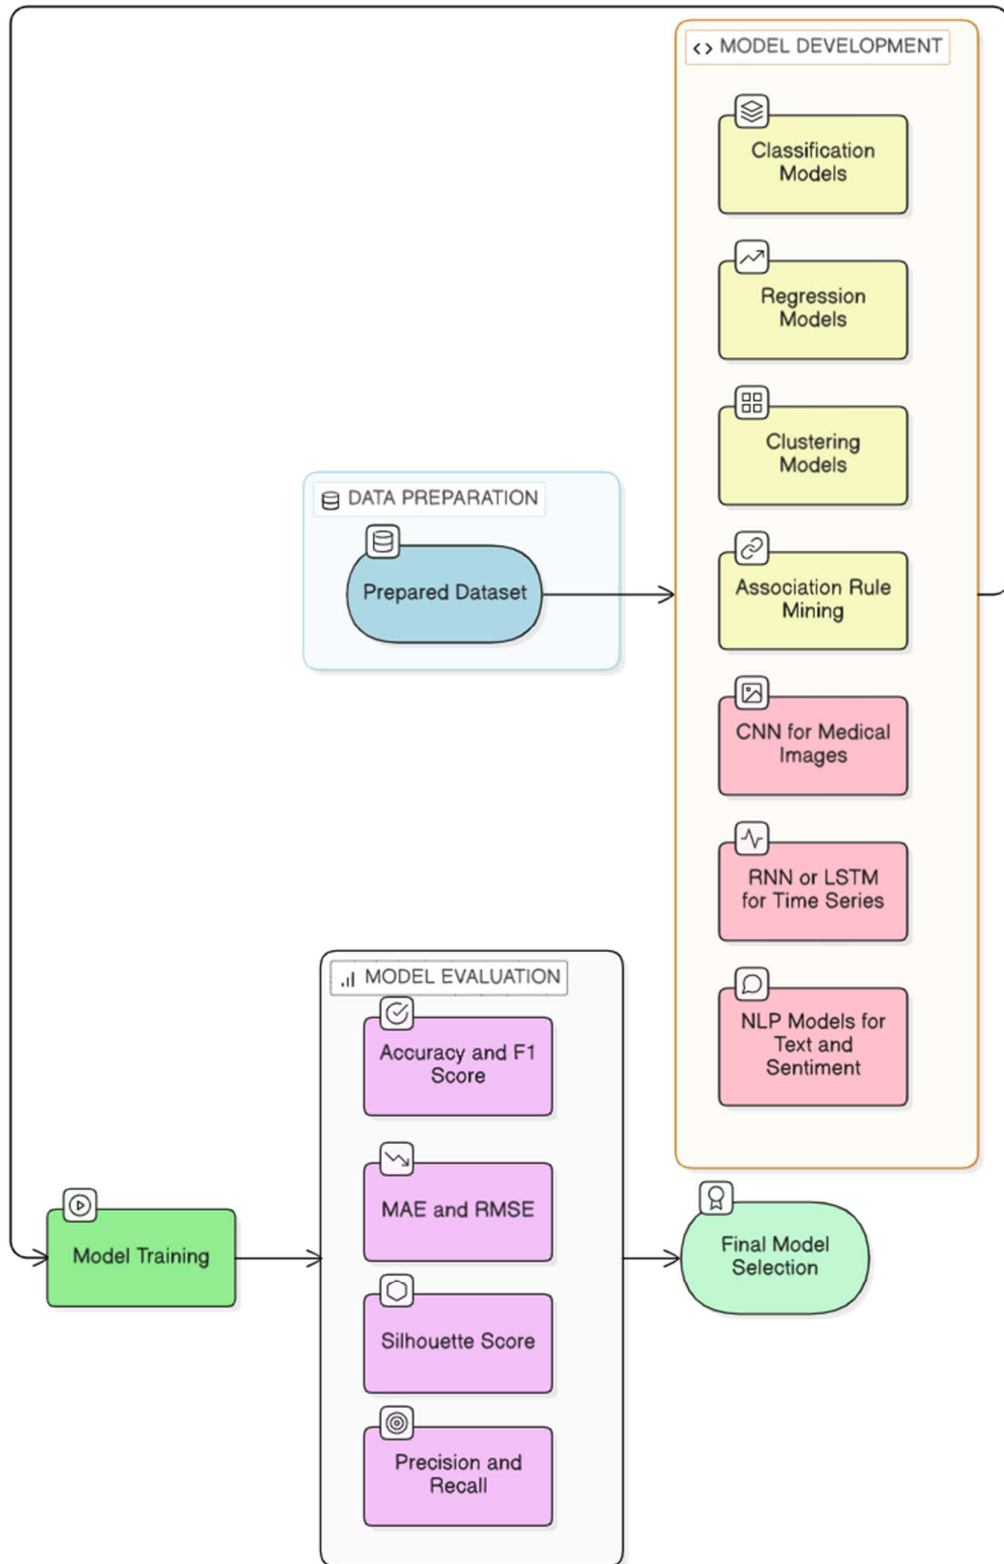 MODEL DEVELOPMENT
Classification
Models
Regression
Models
Clustering
Models
Association Rule
Mining
CNN for Medical
Images
RNN or LSTM
for Time Series
NLP Models for
Text and
Sentiment
DATA PREPARATION
Prepared Dataset
Model Training
MODEL EVALUATION
Accuracy and F1
Score
MAE and RMSE
Silhouette Score
Precision and
Recall
Final Model
Selection